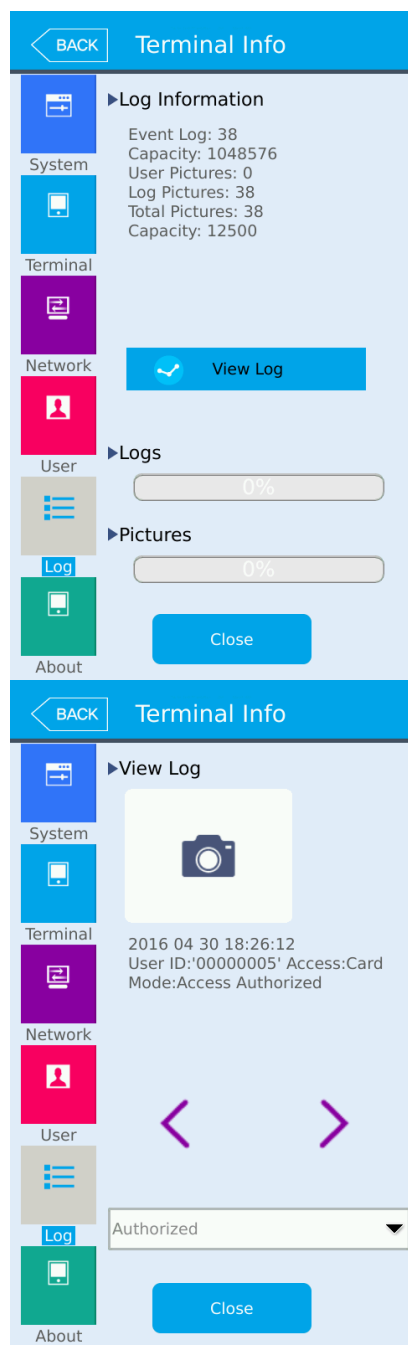 BACK Terminal Info
Log Information
Event Log: 38
Capacity: 1048576
User Pictures: 0
Log Pictures: 38
Total Pictures: 38
Capacity: 12500
System
Terminal
Network
View Log
User
Logs
0%
Log
Pictures
0%
Close
About
BACK Terminal Info
View Log
System
Terminal
2016 04 30 18:26:12
User ID:'00000005' Access:Card
Mode:Access Authorized
Network
User
Log
Authorized
Close
About